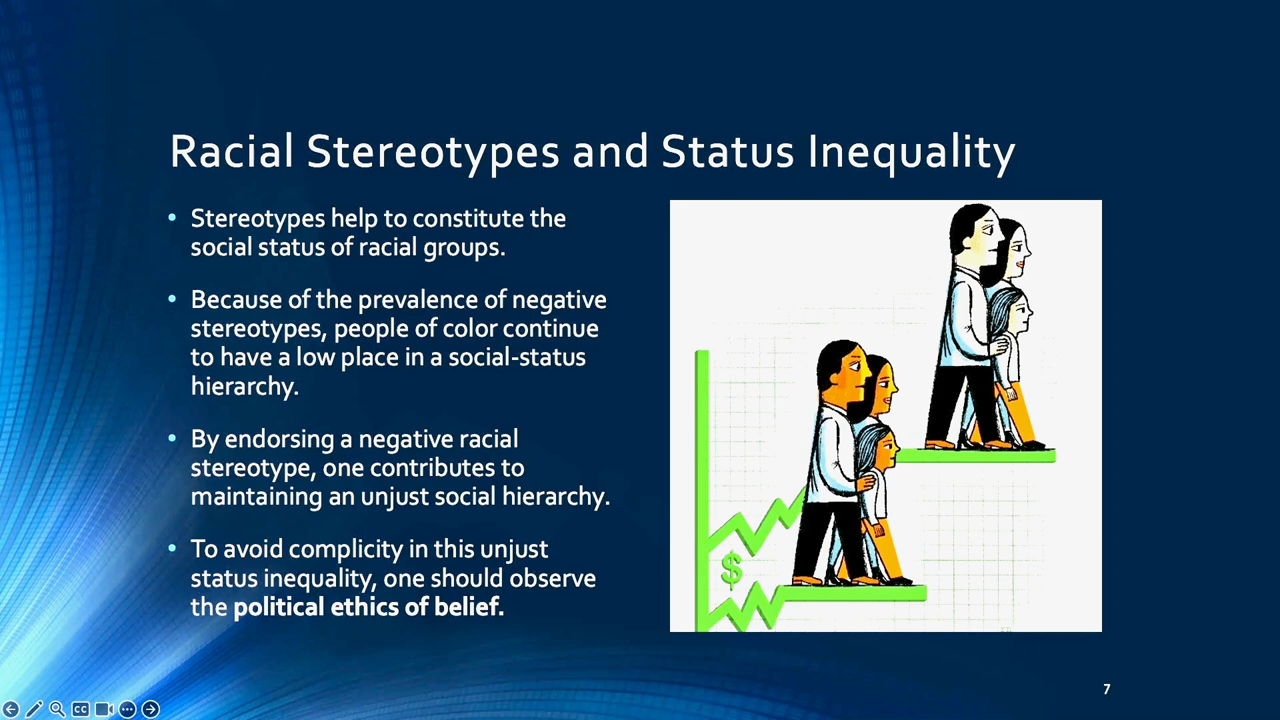 Racial Stereotypes and Status Inequality
• Stereotypes help to constitute the
social status of racial groups.
• Because of the prevalence of negative
stereotypes, people of color continue
to have a low place in a social-status
hierarchy.
• By endorsing a negative racial
stereotype, one contributes to
maintaining an unjust social hierarchy.
• To avoid complicity in this unjust
status inequality, one should observe
the political ethics of belief.
$
7
CC